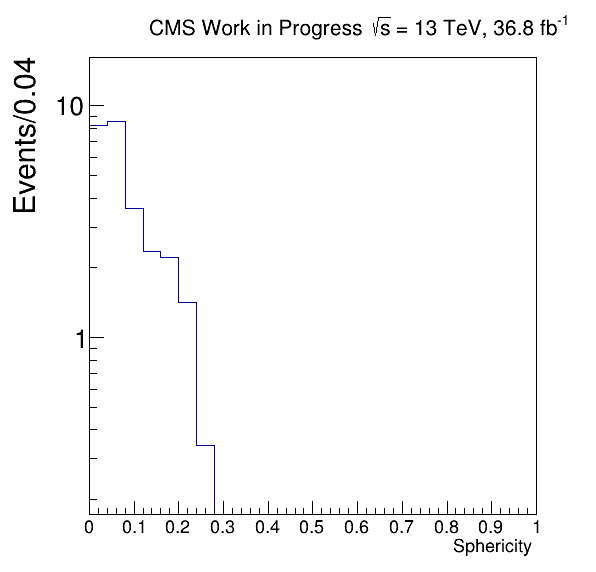 CMS Work in Progress √s = 13 TeV, 36.8 fb⁻¹
Events/0.04
10
1
0 0.1 0.2 0.3 0.4 0.5 0.6 0.7 0.8 0.9 1
Sphericity